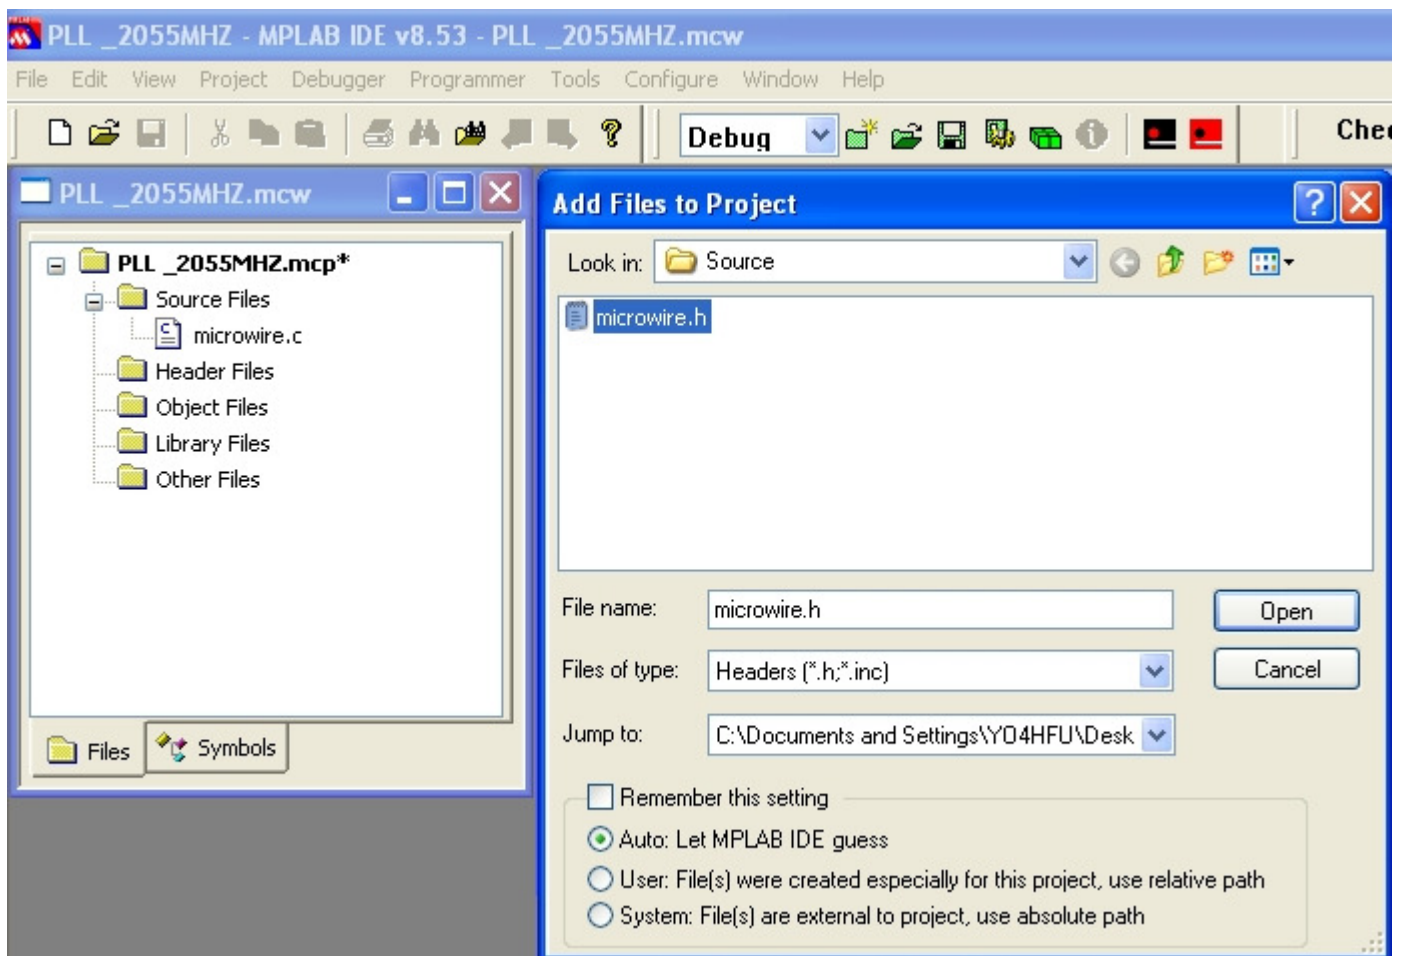 PLL _2055MHZ - MPLAB IDE v8.53 - PLL _2055MHZ.mcw
File Edit View Project Debugger Programmer Tools Configure Window Help
Debug
PLL _2055MHZ.mcw
PLL _2055MHZ.mcp*
Source Files
microwire.c
Header Files
Object Files
Library Files
Other Files
Files Symbols
Add Files to Project
Look in: Source
microwire.h
File name: microwire.h Open
Files of type: Headers (*.h;*.inc) Cancel
Jump to: C:\Documents and Settings\YO4HFU\Desk
Remember this setting
Auto: Let MPLAB IDE guess
User: File(s) were created especially for this project, use relative path
System: File(s) are external to project, use absolute path